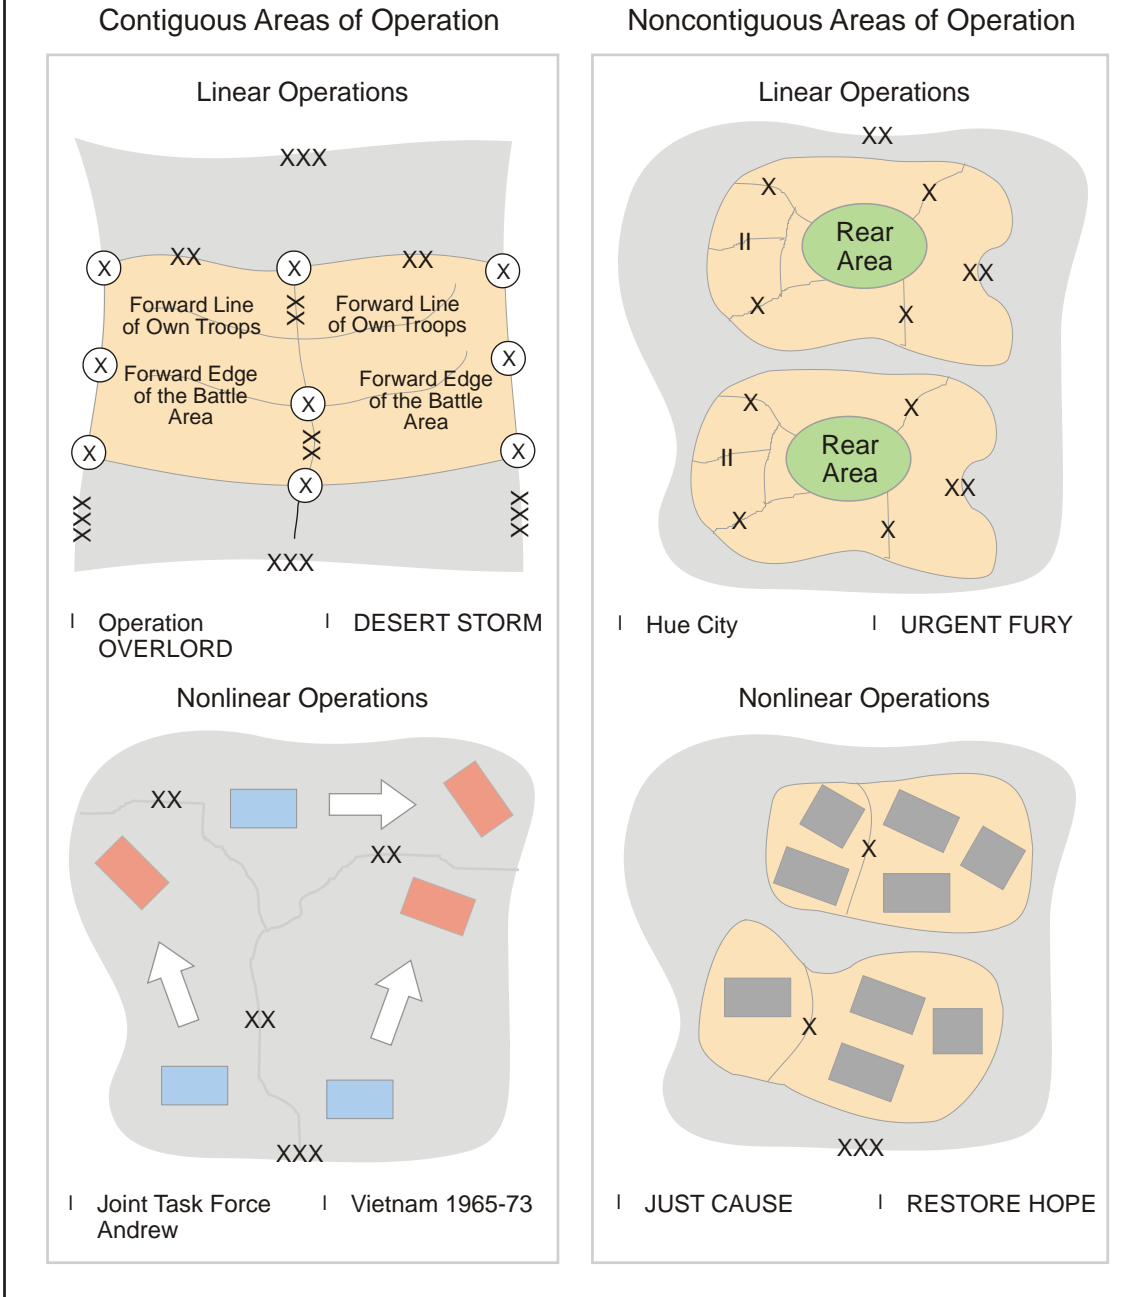 Contiguous Areas of Operation
Linear Operations
XXX
XX
XX
X
X
X
XX
Forward Line
of Own Troops
Forward Line
of Own Troops
X
X
Forward Edge
of the Battle
Area
Forward Edge
of the Battle
Area
X
XX
X
X
X
XXX
XXX
XXX
I Operation
OVERLORD
I DESERT STORM
Nonlinear Operations
XX
XX
XX
XXX
I Joint Task Force
Andrew
I Vietnam 1965-73
Noncontiguous Areas of Operation
Linear Operations
XX
X
X
II
Rear
Area
XX
X
X
X
X
II
Rear
Area
XX
X
X
I Hue City
I URGENT FURY
Nonlinear Operations
X
X
XXX
I JUST CAUSE
I RESTORE HOPE